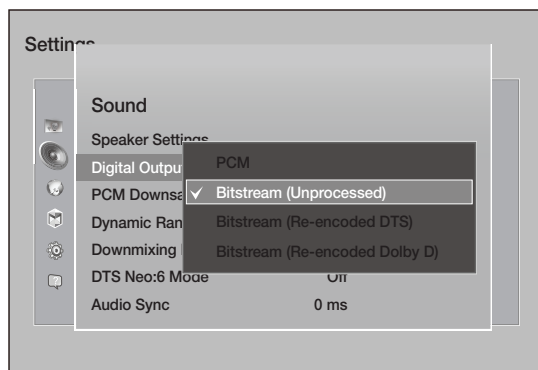 Settings
Sound
Speaker Settings
Digital Outpu
PCM
PCM Downsa
Bitstream (Unprocessed)
Dynamic Ran
Bitstream (Re-encoded DTS)
Downmixing
Bitstream (Re-encoded Dolby D)
DTS Neo:6 Mode Off
Audio Sync 0 ms